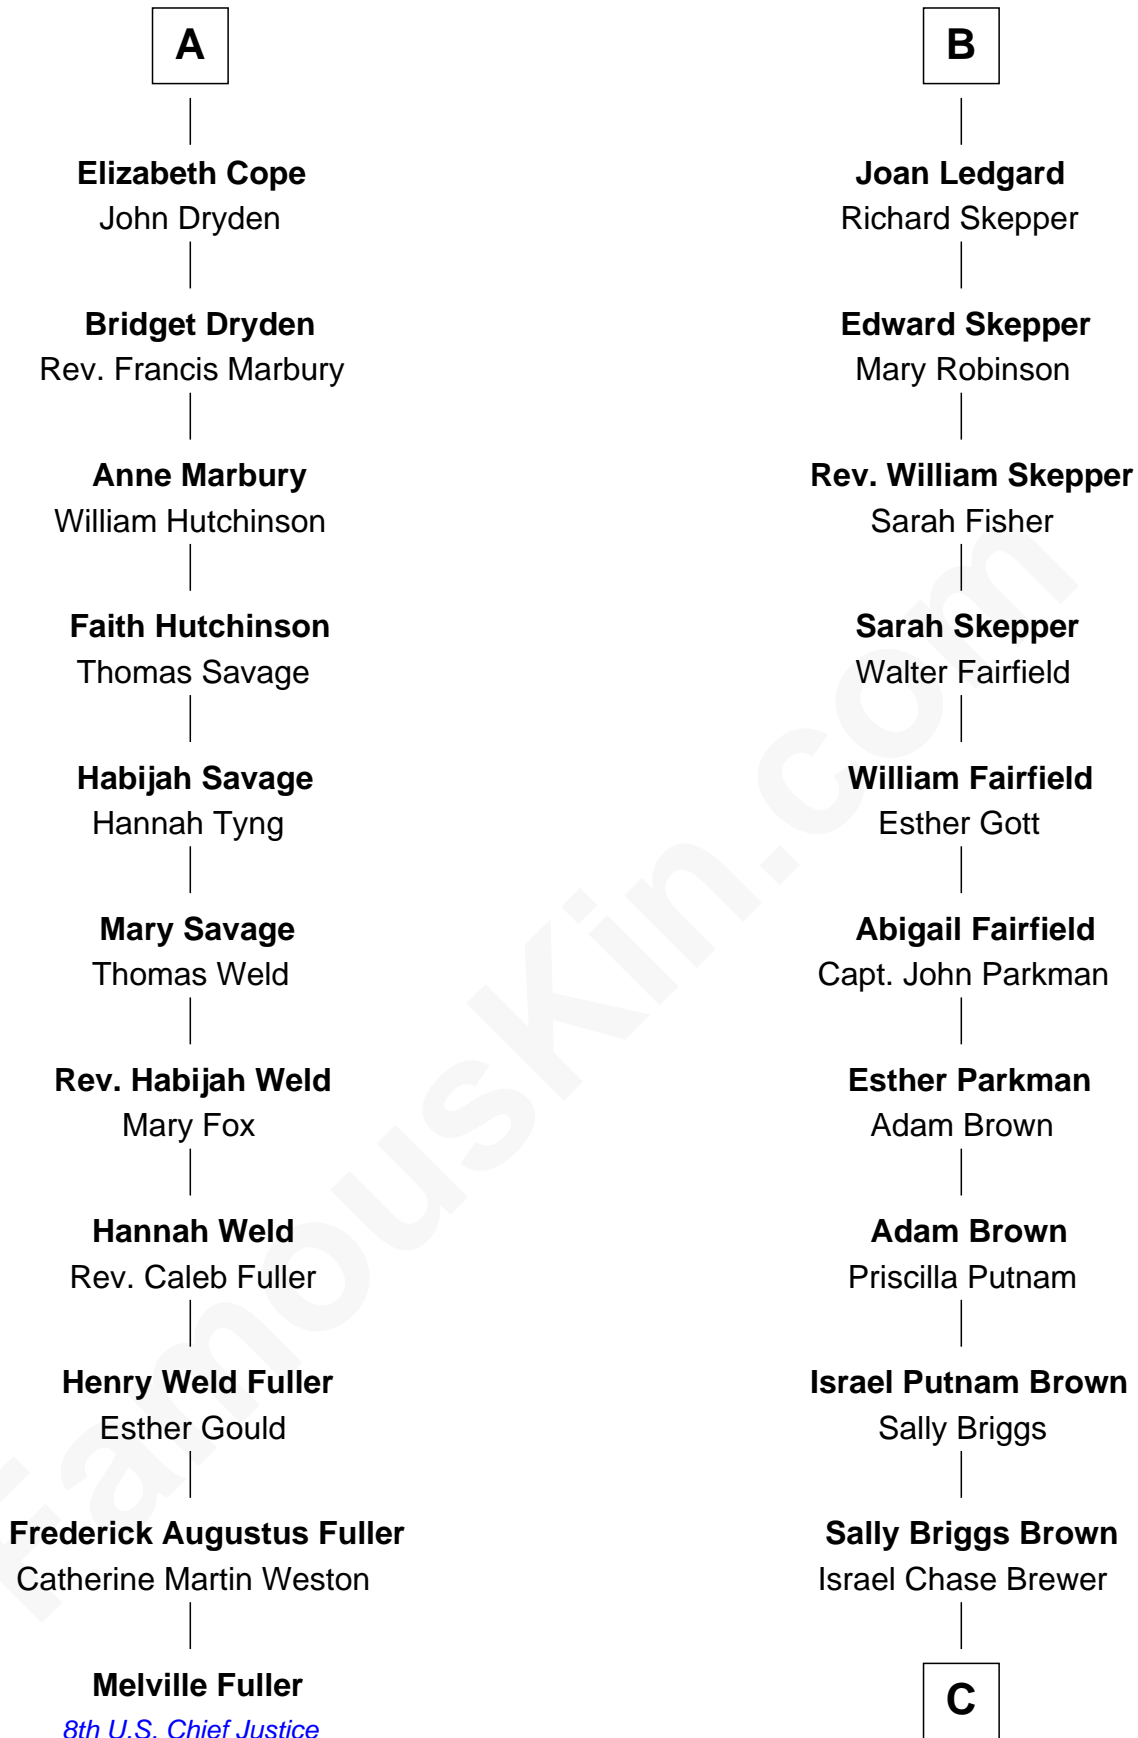 A
Elizabeth Cope
John Dryden
Bridget Dryden
Rev. Francis Marbury
Anne Marbury
William Hutchinson
Faith Hutchinson
Thomas Savage
Habijah Savage
Hannah Tyng
Mary Savage
Thomas Weld
Rev. Habijah Weld
Mary Fox
Hannah Weld
Rev. Caleb Fuller
Henry Weld Fuller
Esther Gould
Frederick Augustus Fuller
Catherine Martin Weston
Melville Fuller
8th U.S. Chief Justice
B
Joan Ledgard
Richard Skepper
Edward Skepper
Mary Robinson
Rev. William Skepper
Sarah Fisher
Sarah Skepper
Walter Fairfield
William Fairfield
Esther Gott
Abigail Fairfield
Capt. John Parkman
Esther Parkman
Adam Brown
Adam Brown
Priscilla Putnam
Israel Putnam Brown
Sally Briggs
Sally Briggs Brown
Israel Chase Brewer
C
FamousKin.com